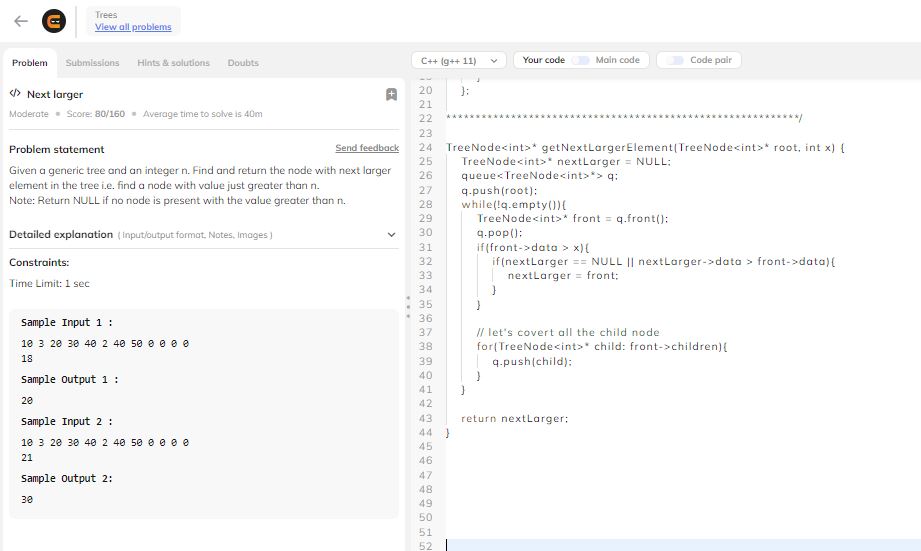 Trees
View all problems
Problem
Submissions
Hints & solutions
Doubts
C++ (g++ 11)
Your code
Main code
Code pair
</> Next larger
Moderate • Score: 80/160 • Average time to solve is 40m
Problem statement
Send feedback
Given a generic tree and an integer n. Find and return the node with next larger
element in the tree i.e. find a node with value just greater than n.
Note: Return NULL if no node is present with the value greater than n.
Detailed explanation ( Input/output format, Notes, Images )
Constraints:
Time Limit: 1 sec
Sample Input 1 :
10 3 20 30 40 2 40 50 0 0 0 0
18
Sample Output 1 :
20
Sample Input 2 :
10 3 20 30 40 2 40 50 0 0 0 0
21
Sample Output 2:
30
19 }
20 };
21
22 ************************************************************/
23
24 TreeNode<int>* getNextLargerElement(TreeNode<int>* root, int x) {
25 TreeNode<int>* nextLarger = NULL;
26 queue<TreeNode<int>*> q;
27 q.push(root);
28 while(!q.empty()){
29 TreeNode<int>* front = q.front();
30 q.pop();
31 if(front->data > x){
32 if(nextLarger == NULL || nextLarger->data > front->data){
33 nextLarger = front;
34 }
35 }
36
37 // let's covert all the child node
38 for(TreeNode<int>* child: front->children){
39 q.push(child);
40 }
41 }
42
43 return nextLarger;
44 }
45
46
47
48
49
50
51
52